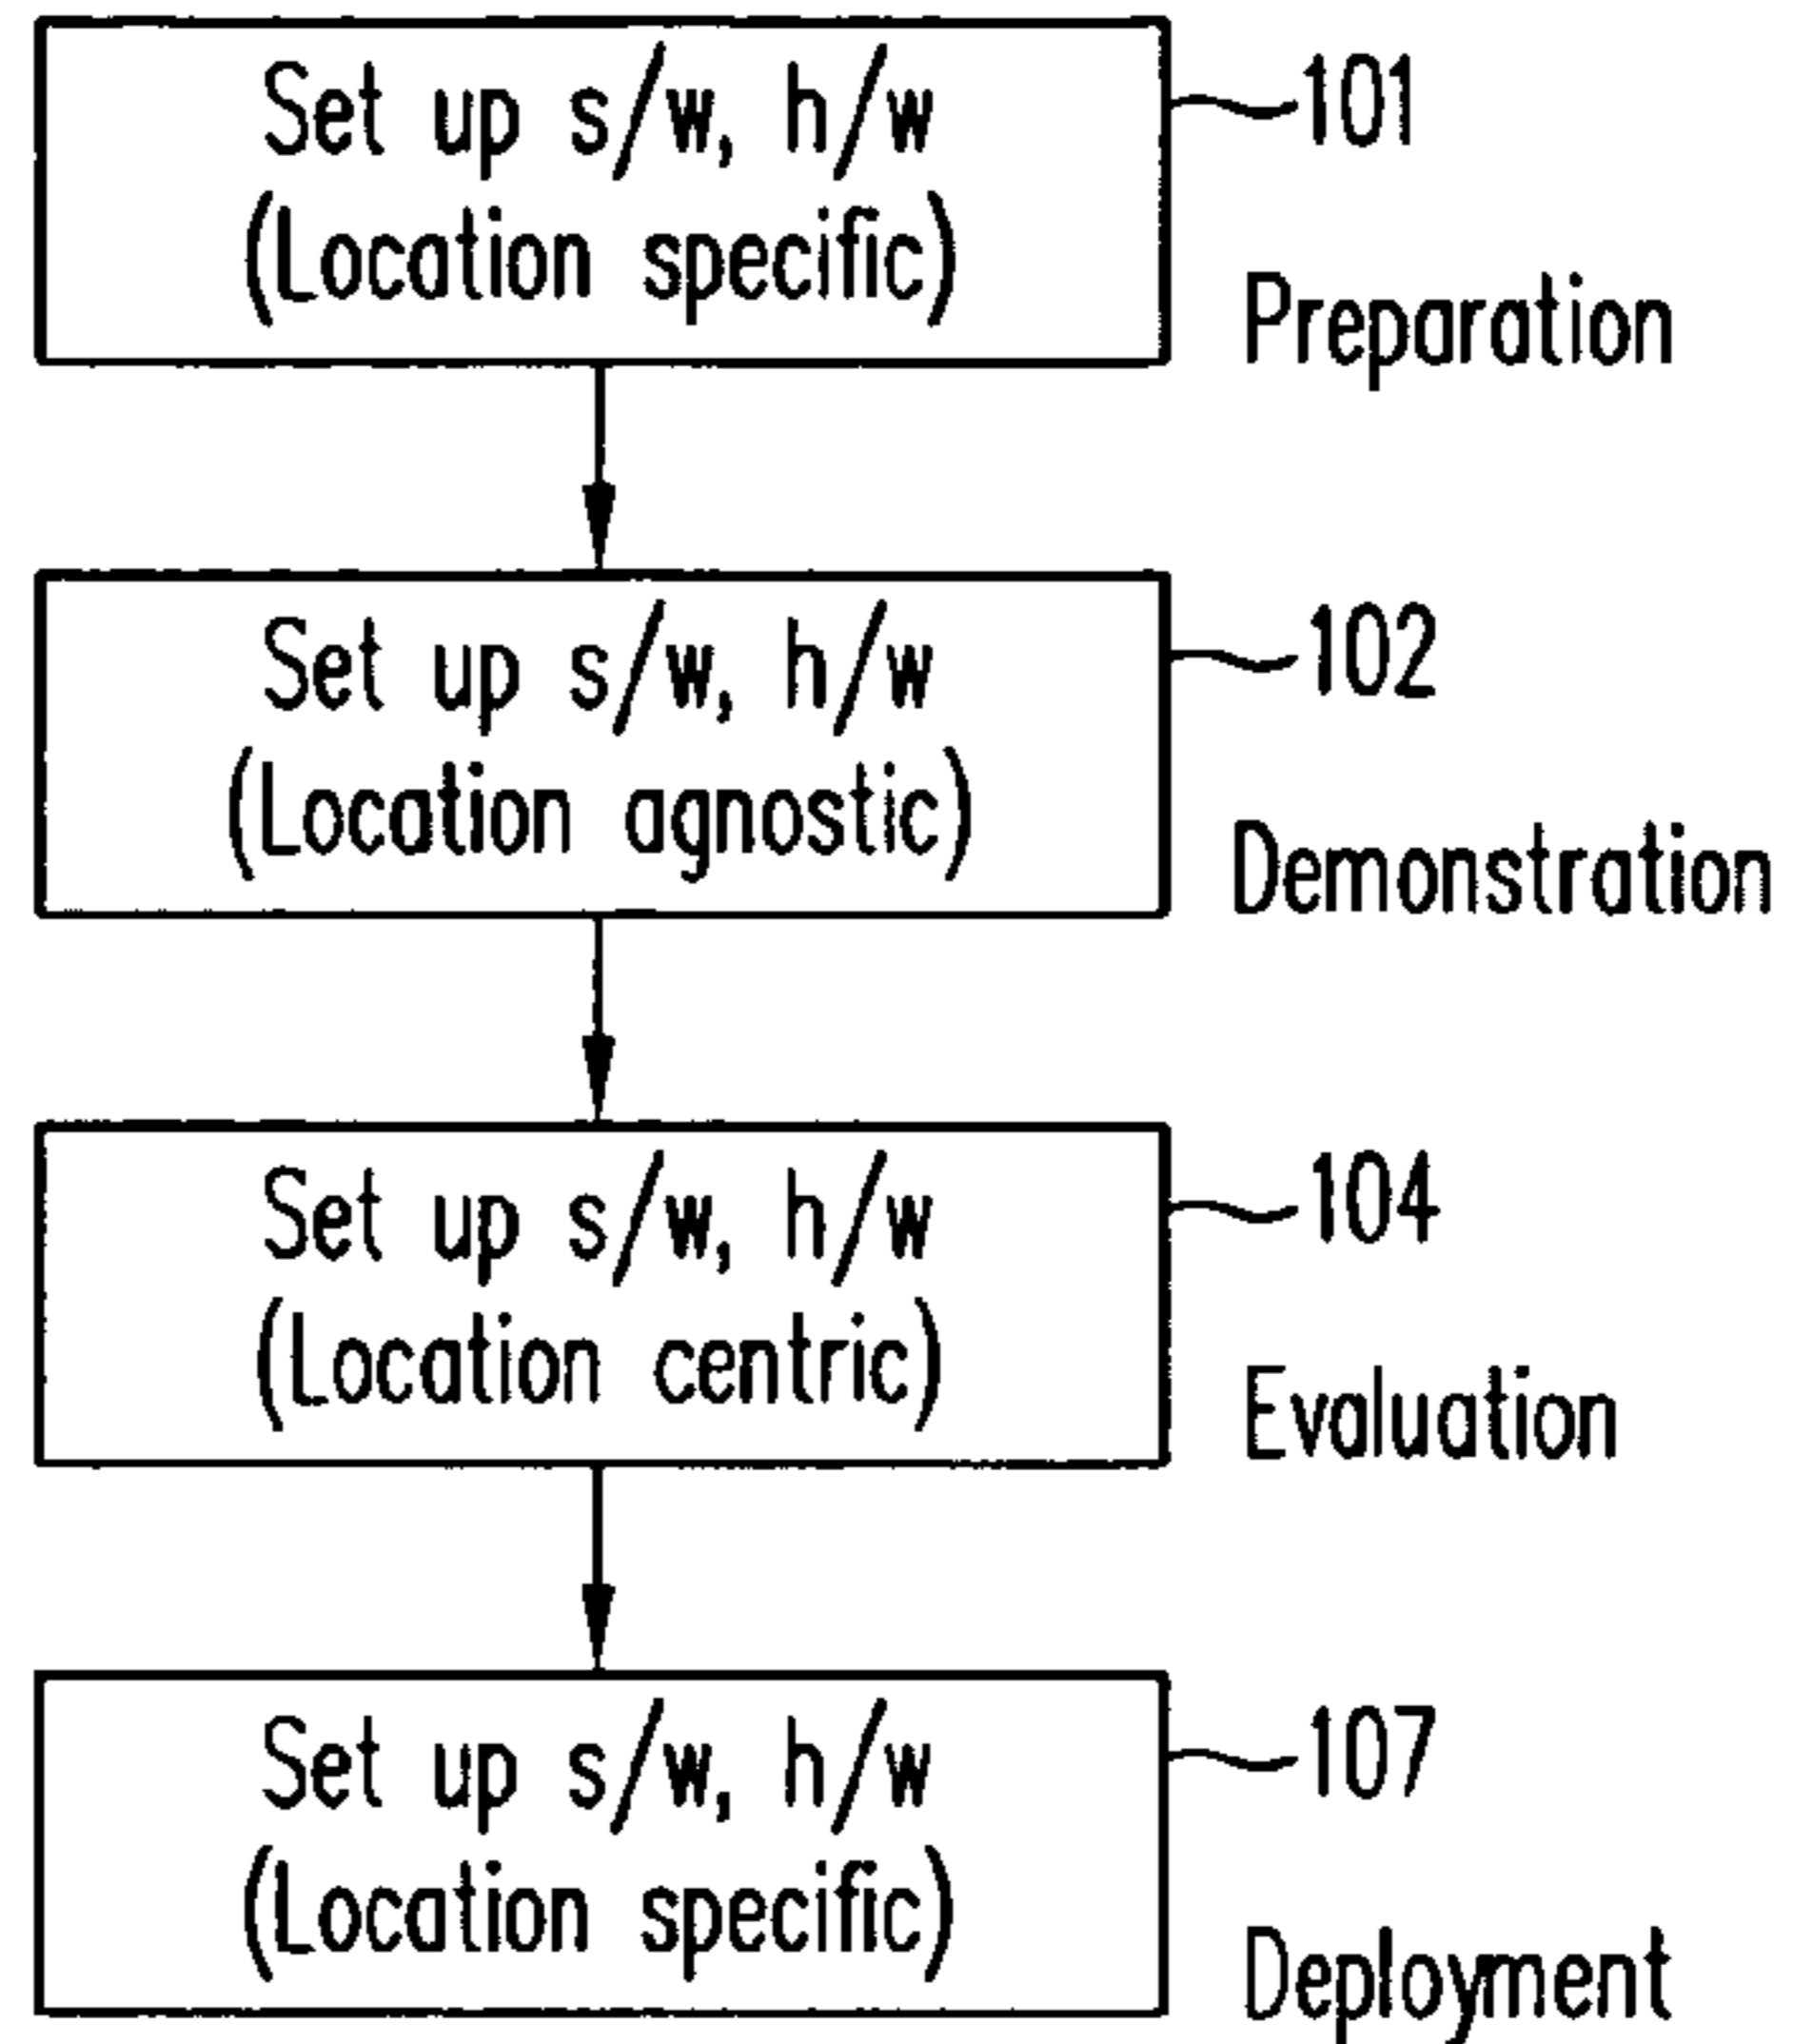 Set up s/w, h/w
(Location specific)
101
Preparation
Set up s/w, h/w
(Location agnostic)
102
Demonstration
Set up s/w, h/w
(Location centric)
104
Evaluation
Set up s/w, h/w
(Location specific)
107
Deployment